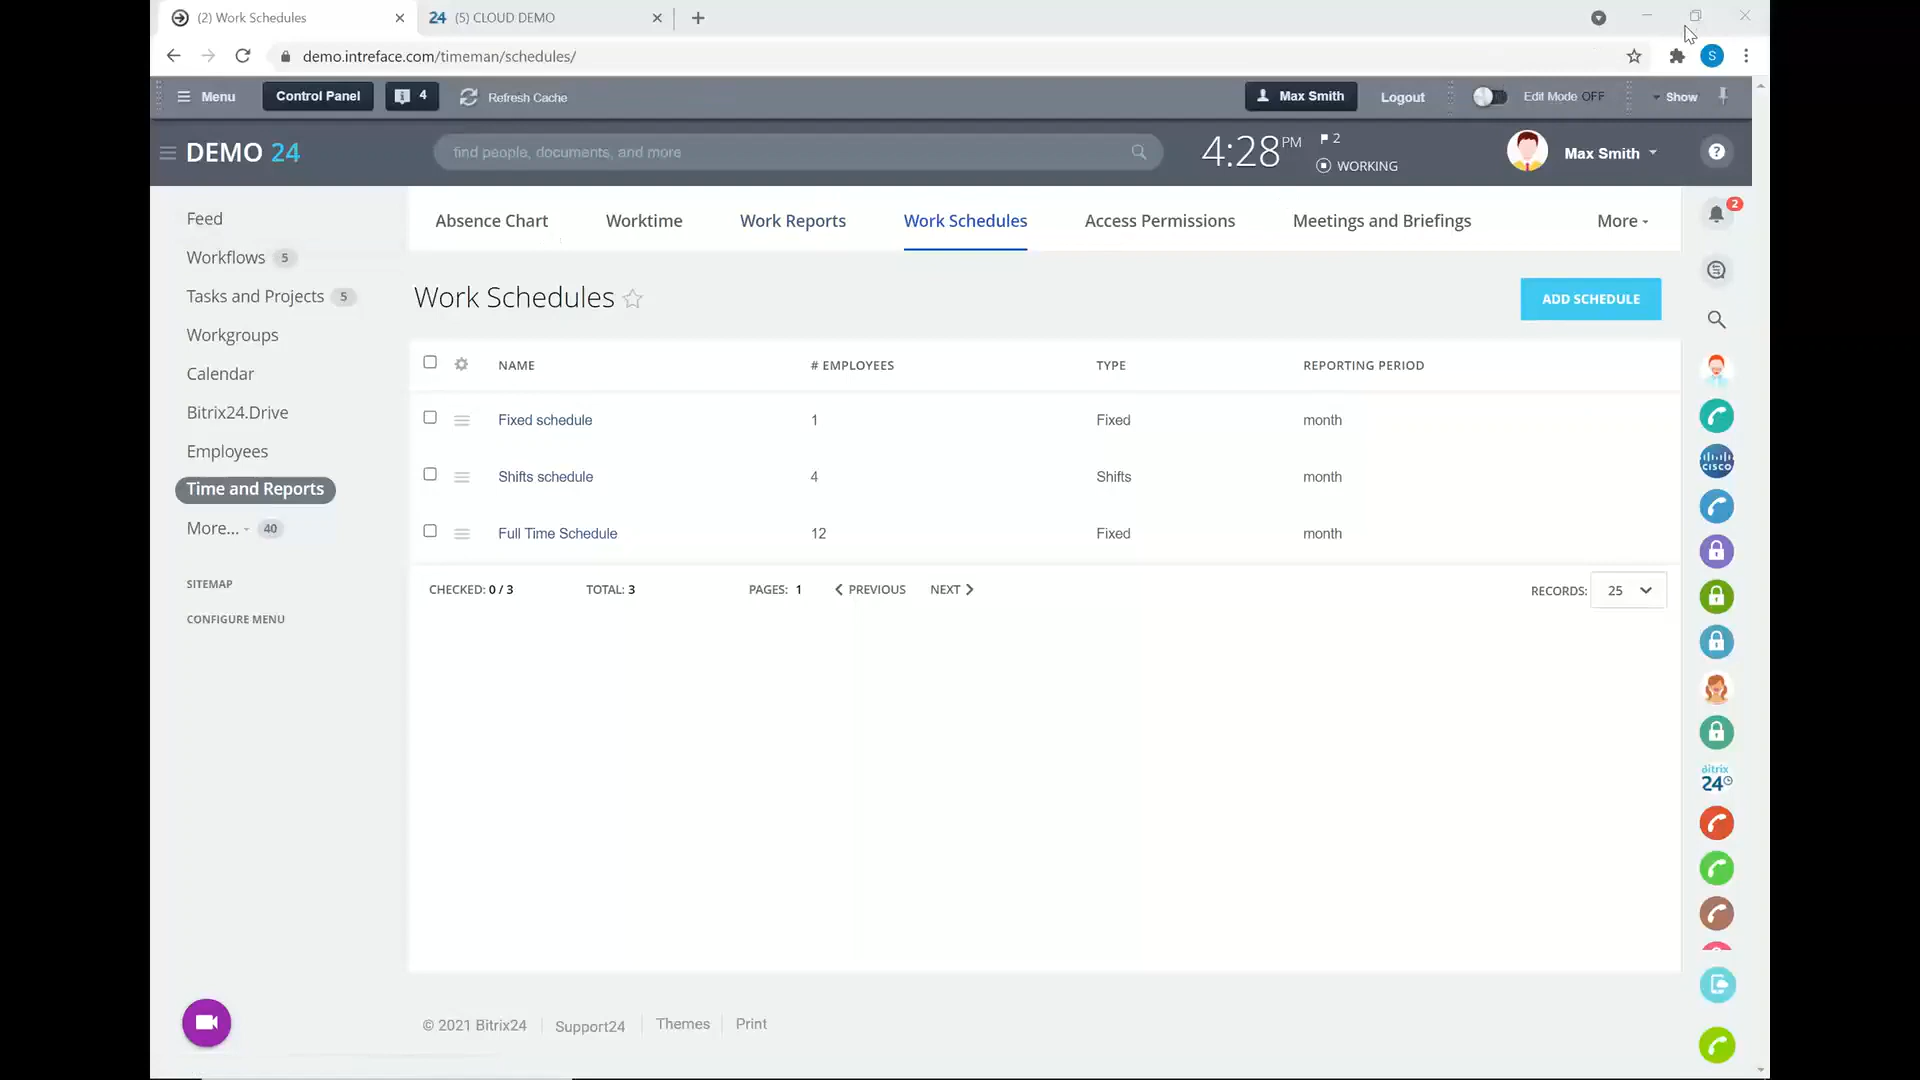 (2) Work Schedules
24 (5) CLOUD DEMO
demo.intreface.com/timeman/schedules/
S
Menu
Control Panel
4
Refresh Cache
Max Smith
Logout
Edit Mode OFF
Show
DEMO 24
find people, documents, and more
4:28 PM
2
WORKING
Max Smith
?
Feed
Workflows 5
Tasks and Projects 5
Workgroups
Calendar
Bitrix24.Drive
Employees
Time and Reports
More... 40
SITEMAP
CONFIGURE MENU
Absence Chart
Worktime
Work Reports
Work Schedules
Access Permissions
Meetings and Briefings
More
2
Work Schedules
ADD SCHEDULE
NAME # EMPLOYEES TYPE REPORTING PERIOD
Fixed schedule 1 Fixed month
Shifts schedule 4 Shifts month
Full Time Schedule 12 Fixed month
CHECKED: 0 / 3 TOTAL: 3 PAGES: 1 PREVIOUS NEXT RECORDS: 25
CISCO
bitrix
24
© 2021 Bitrix24
Support24
Themes
Print